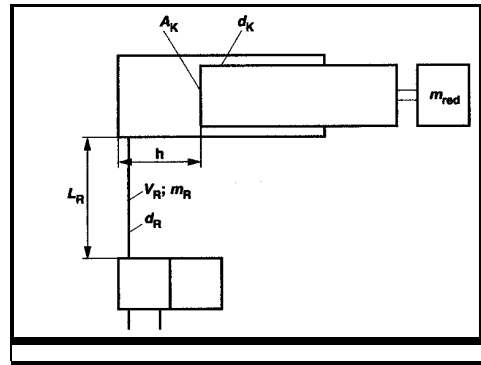 A_K d_K
m_red
h
L_R
V_R; m_R
d_R